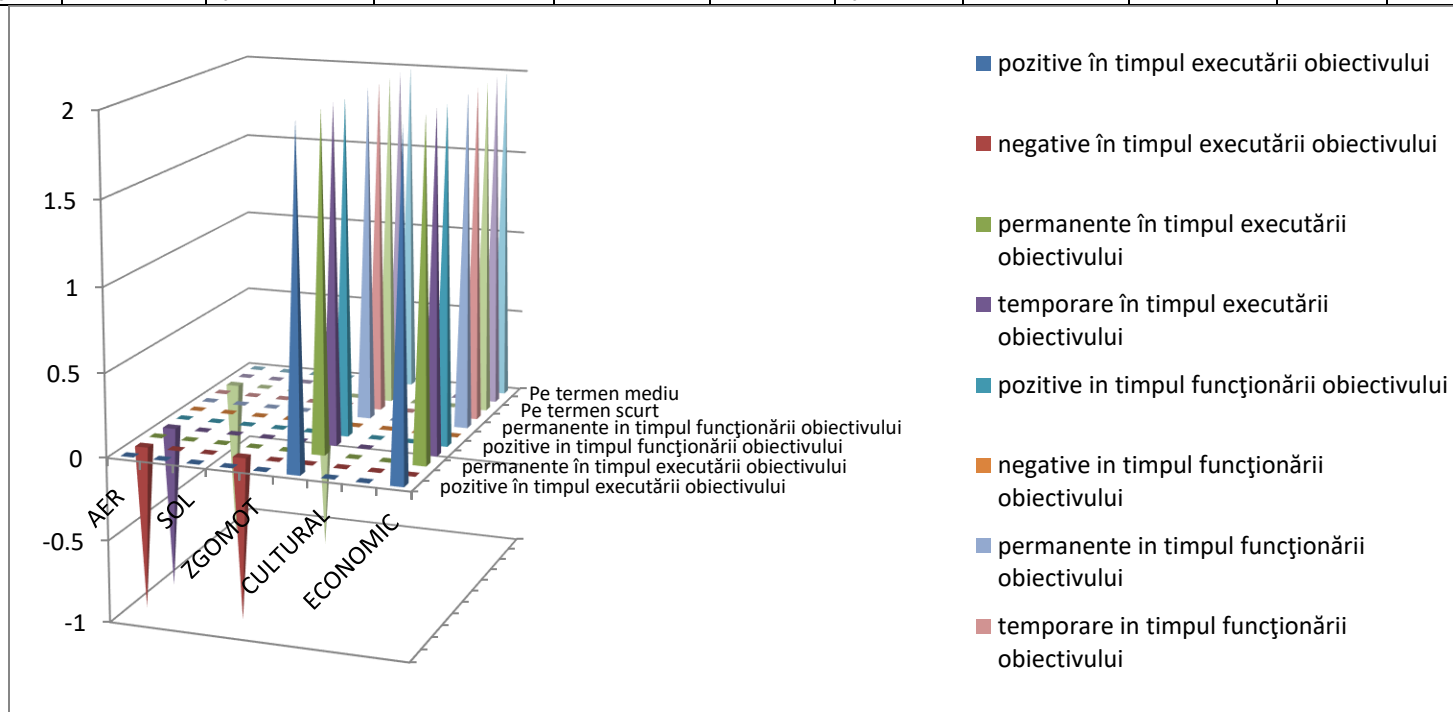 2
1.5
1
0.5
0
-0.5
-1
AER
SOL
ZGOMOT
CULTURAL
ECONOMIC
Pe termen mediu
Pe termen scurt
permanente in timpul funcţionării obiectivului
pozitive in timpul funcţionării obiectivului
permanente în timpul executării obiectivului
pozitive în timpul executării obiectivului
pozitive în timpul executării obiectivului
negative în timpul executării obiectivului
permanente în timpul executării
obiectivului
temporare în timpul executării
obiectivului
pozitive in timpul funcţionării obiectivului
negative in timpul funcţionării
obiectivului
permanente in timpul funcţionării
obiectivului
temporare in timpul funcţionării
obiectivului